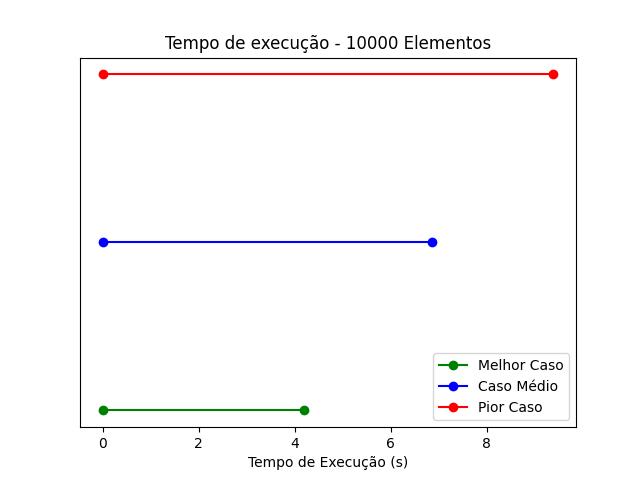 Tempo de execução - 10000 Elementos
Melhor Caso
Caso Médio
Pior Caso
0 2 4 6 8
Tempo de Execução (s)